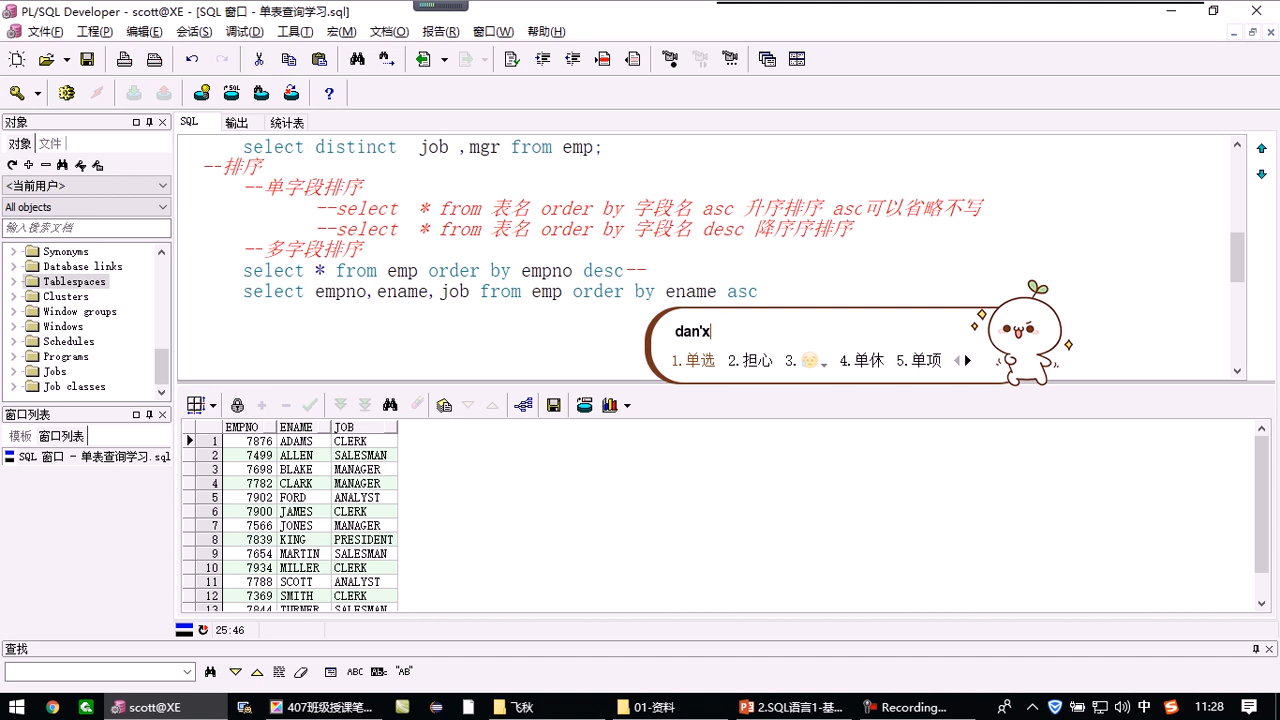 PL/SQL Developer - scott@XE - [SQL 窗口 - 单表查询学习.sql]
文件(F) 工程(P) 编辑(E) 会话(S) 调试(D) 工具(T) 宏(M) 文档(O) 报告(R) 窗口(W) 帮助(H)
对象
对象 文件
<当前用户>
All objects
输入搜索文本...
Synonyms
Database links
Tablespaces
Clusters
Window groups
Windows
Schedules
Programs
Jobs
Job classes
窗口列表
模板 窗口列表
SQL 窗口 - 单表查询学习.sql
SQL 输出 统计表
select distinct job ,mgr from emp;
--排序
--单字段排序
--select * from 表名 order by 字段名 asc 升序排序 asc可以省略不写
--select * from 表名 order by 字段名 desc 降序序排序
--多字段排序
select * from emp order by empno desc--
select empno,ename,job from emp order by ename asc
dan'x
1.单选 2.担心 3. 4.单休 5.单项
EMPNO ENAME JOB
1 7876 ADAMS CLERK
2 7499 ALLEN SALESMAN
3 7698 BLAKE MANAGER
4 7782 CLARK MANAGER
5 7902 FORD ANALYST
6 7900 JAMES CLERK
7 7566 JONES MANAGER
8 7839 KING PRESIDENT
9 7654 MARTIN SALESMAN
10 7934 MILLER CLERK
11 7788 SCOTT ANALYST
12 7369 SMITH CLERK
13 7844 TURNER SALESMAN
25:46
查找
ABC ABc "AB"
scott@XE 407班级授课笔... 飞秋 01-资料 2.SQL语言1-基... Recording... 中 11:28